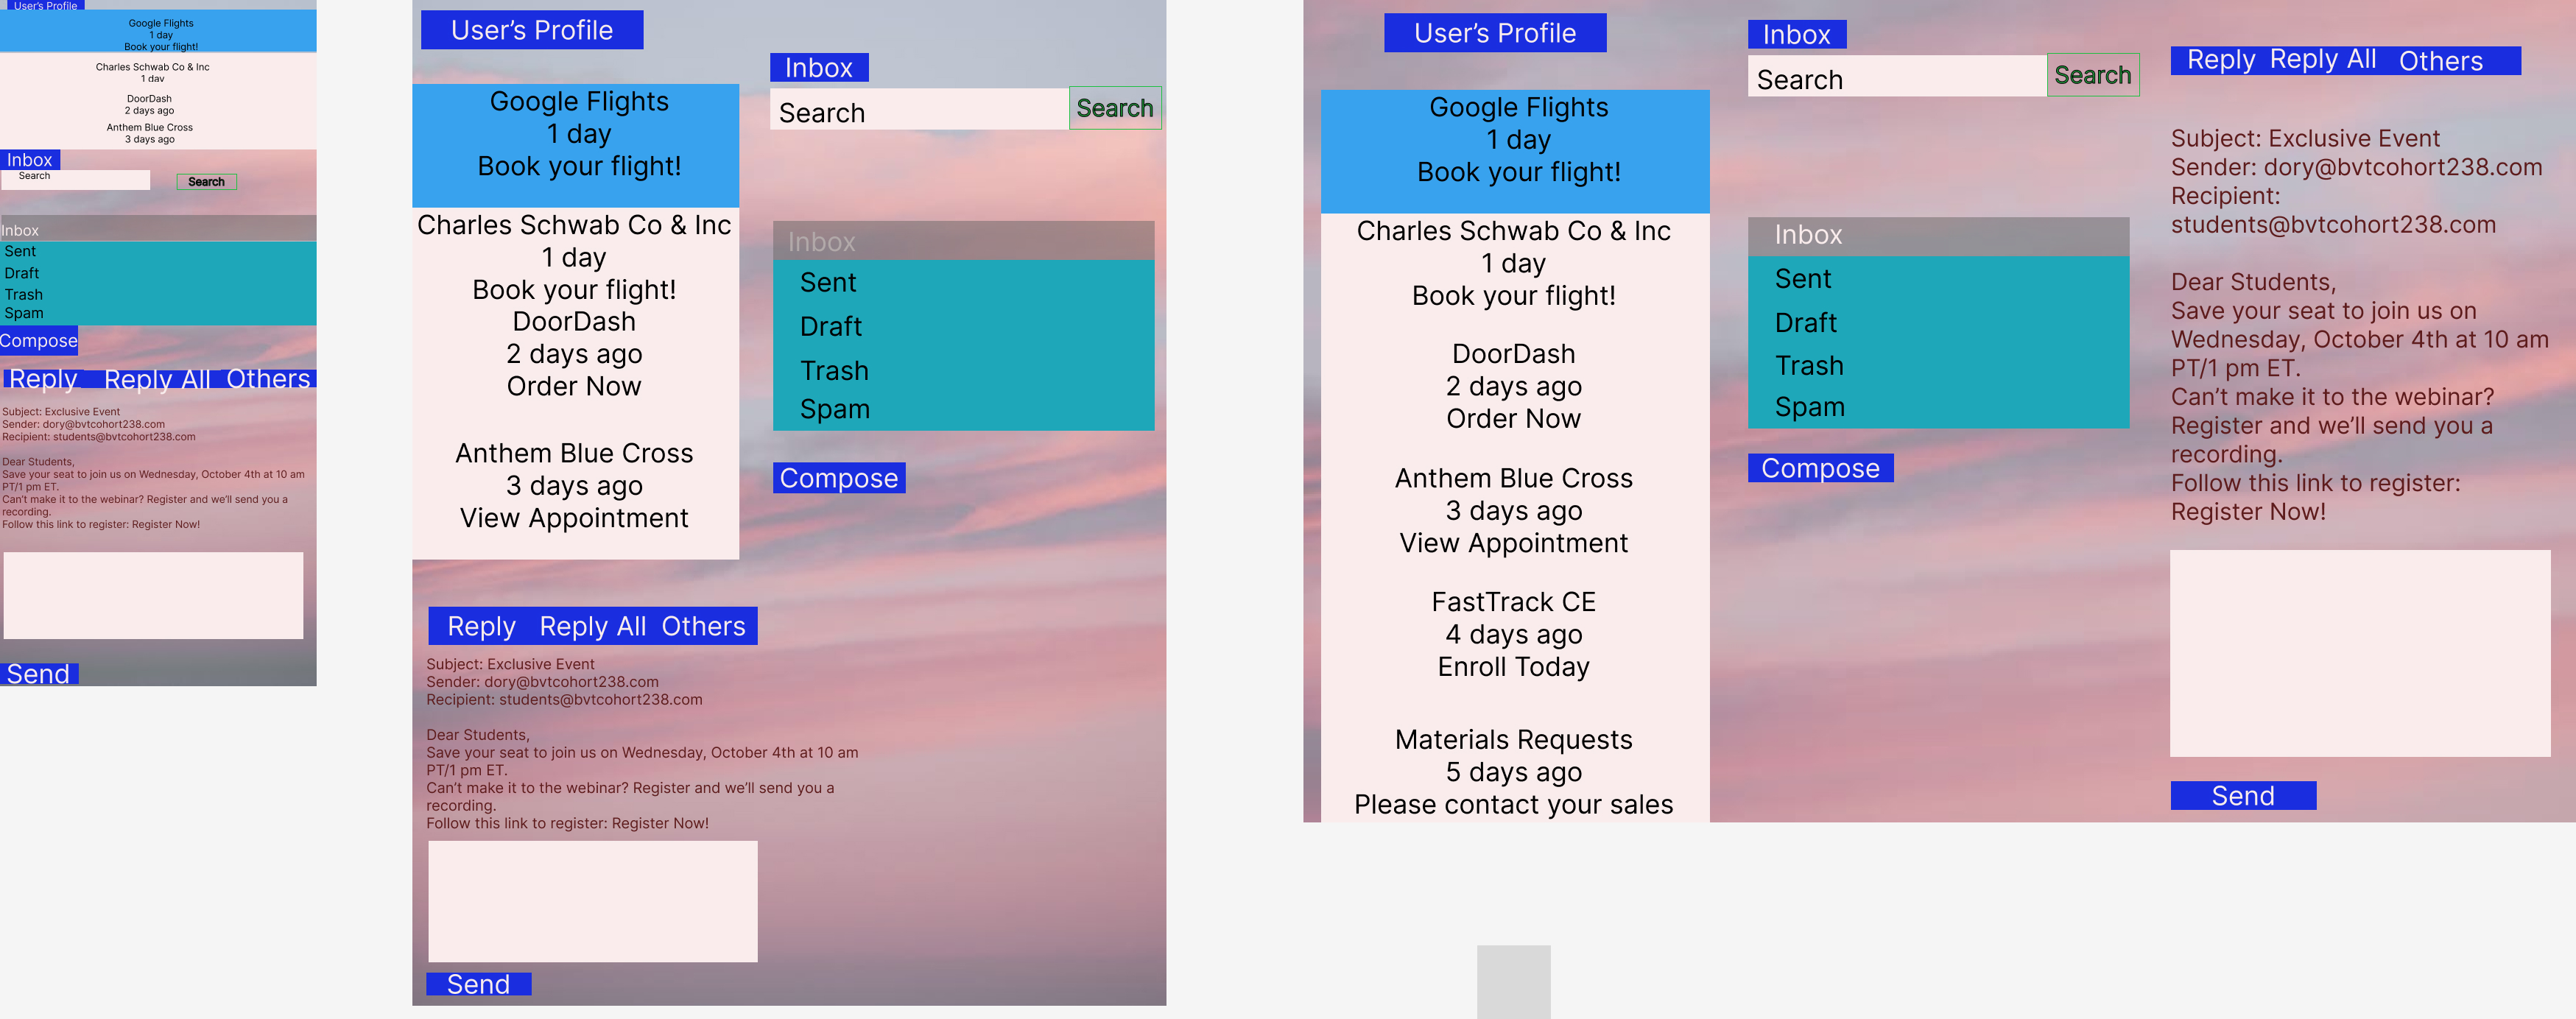 User's Profile
Google Flights
1 day
Book your flight!
Charles Schwab Co & Inc
1 day
DoorDash
2 days ago
Anthem Blue Cross
3 days ago
Inbox
Search
Search
Inbox
Sent
Draft
Trash
Spam
Compose
Reply Reply All Others
Subject: Exclusive Event
Sender: dory@bvtcohort238.com
Recipient: students@bvtcohort238.com
Dear Students,
Save your seat to join us on Wednesday, October 4th at 10 am
PT/1 pm ET.
Can't make it to the webinar? Register and we'll send you a
recording.
Follow this link to register: Register Now!
Send
User's Profile
Google Flights
1 day
Book your flight!
Charles Schwab Co & Inc
1 day
Book your flight!
DoorDash
2 days ago
Order Now
Anthem Blue Cross
3 days ago
View Appointment
Inbox
Search Search
Inbox
Sent
Draft
Trash
Spam
Compose
Reply Reply All Others
Subject: Exclusive Event
Sender: dory@bvtcohort238.com
Recipient: students@bvtcohort238.com
Dear Students,
Save your seat to join us on Wednesday, October 4th at 10 am
PT/1 pm ET.
Can't make it to the webinar? Register and we'll send you a
recording.
Follow this link to register: Register Now!
Send
User's Profile
Google Flights
1 day
Book your flight!
Charles Schwab Co & Inc
1 day
Book your flight!
DoorDash
2 days ago
Order Now
Anthem Blue Cross
3 days ago
View Appointment
FastTrack CE
4 days ago
Enroll Today
Materials Requests
5 days ago
Please contact your sales
Inbox
Search Search
Inbox
Sent
Draft
Trash
Spam
Compose
Reply Reply All Others
Subject: Exclusive Event
Sender: dory@bvtcohort238.com
Recipient:
students@bvtcohort238.com
Dear Students,
Save your seat to join us on
Wednesday, October 4th at 10 am
PT/1 pm ET.
Can't make it to the webinar?
Register and we'll send you a
recording.
Follow this link to register:
Register Now!
Send